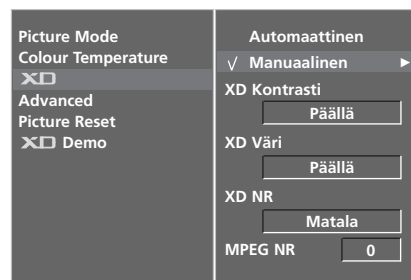 Picture Mode
Colour Temperature
XD
Advanced
Picture Reset
XD Demo
Automaattinen
√ Manuaalinen ►
XD Kontrasti
Päällä
XD Väri
Päällä
XD NR
Matala
MPEG NR 0